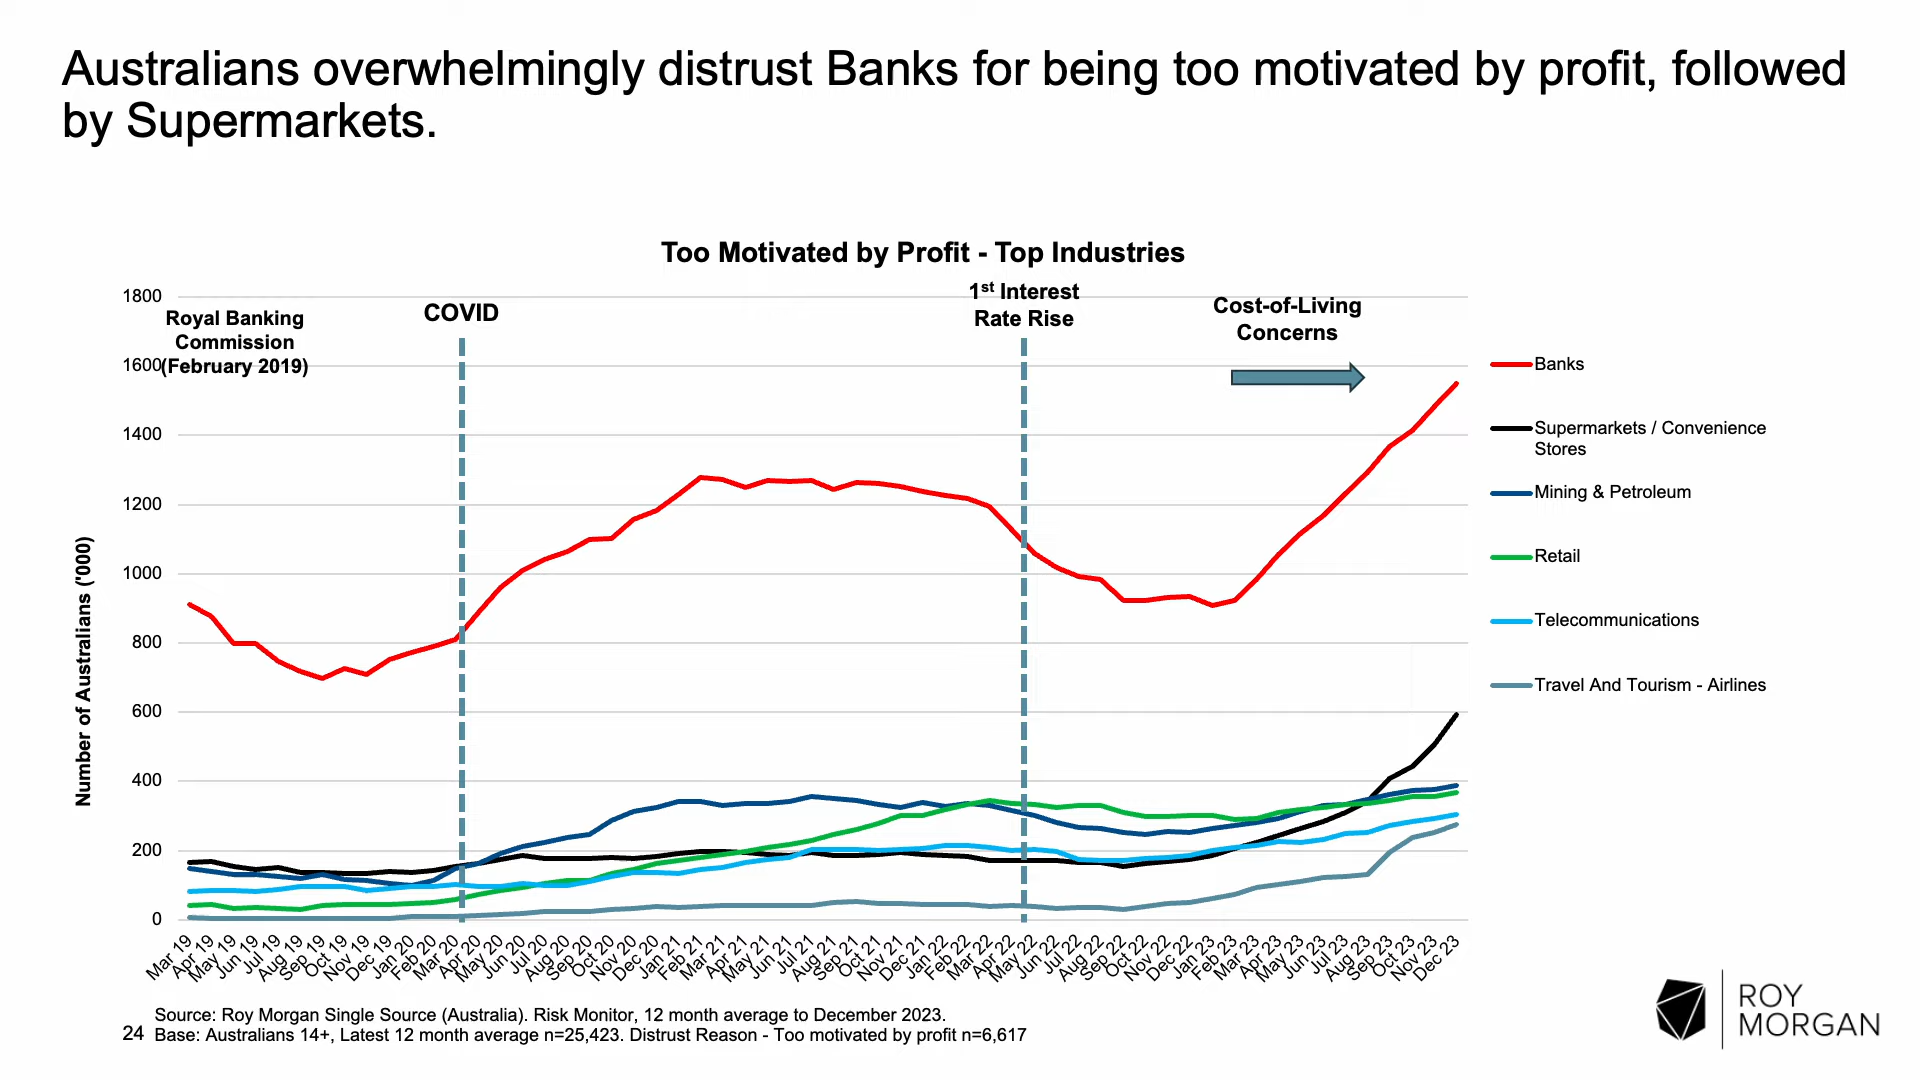 Australians overwhelmingly distrust Banks for being too motivated by profit, followed
by Supermarkets.
Too Motivated by Profit - Top Industries
Number of Australians ('000)
1800
1600
1400
1200
1000
800
600
400
200
0
Royal Banking
Commission
(February 2019)
COVID
1st Interest
Rate Rise
Cost-of-Living
Concerns
Banks
Supermarkets / Convenience
Stores
Mining & Petroleum
Retail
Telecommunications
Travel And Tourism - Airlines
Mar 19
Apr 19
May 19
Jun 19
Jul 19
Aug 19
Sep 19
Oct 19
Nov 19
Dec 19
Jan 20
Feb 20
Mar 20
Apr 20
May 20
Jun 20
Jul 20
Aug 20
Sep 20
Oct 20
Nov 20
Dec 20
Jan 21
Feb 21
Mar 21
Apr 21
May 21
Jun 21
Jul 21
Aug 21
Sep 21
Oct 21
Nov 21
Dec 21
Jan 22
Feb 22
Mar 22
Apr 22
May 22
Jun 22
Jul 22
Aug 22
Sep 22
Oct 22
Nov 22
Dec 22
Jan 23
Feb 23
Mar 23
Apr 23
May 23
Jun 23
Jul 23
Aug 23
Sep 23
Oct 23
Nov 23
Dec 23
Source: Roy Morgan Single Source (Australia). Risk Monitor, 12 month average to December 2023.
24 Base: Australians 14+, Latest 12 month average n=25,423. Distrust Reason - Too motivated by profit n=6,617
ROY
MORGAN